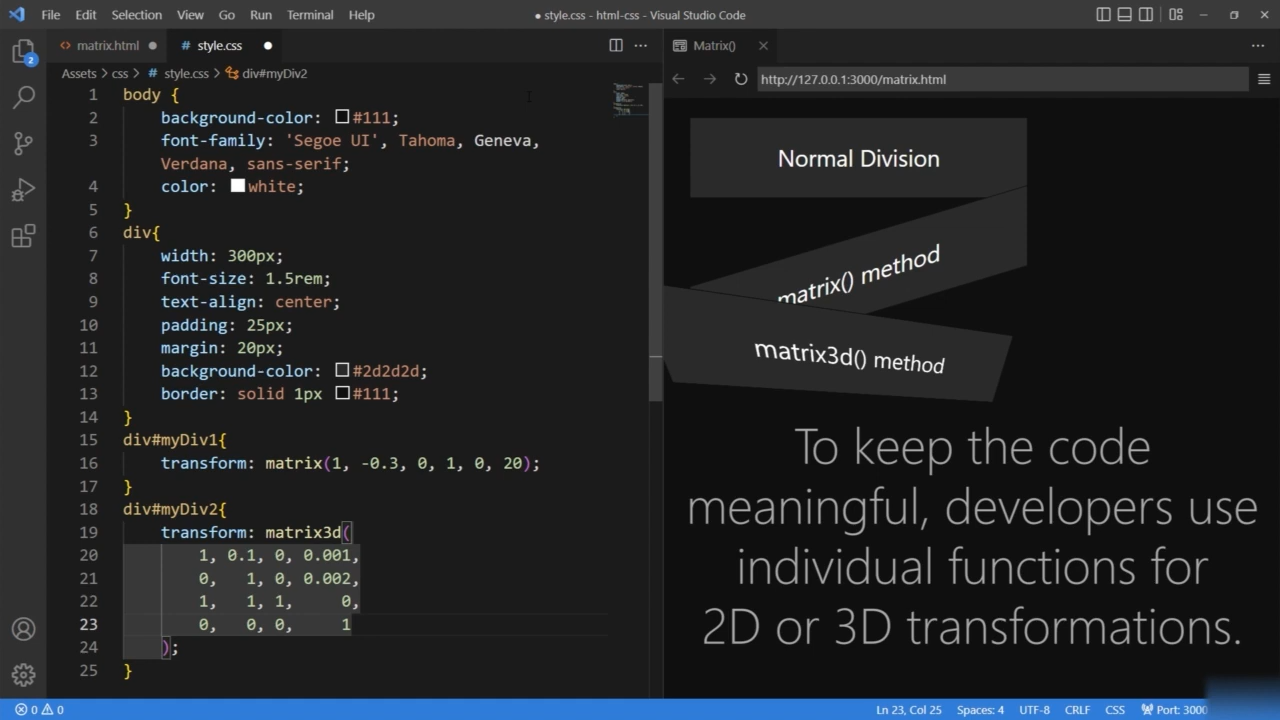 File Edit Selection View Go Run Terminal Help
● style.css - html-css - Visual Studio Code
matrix.html
# style.css
Matrix()
Assets > css > # style.css > div#myDiv2
http://127.0.0.1:3000/matrix.html
2
1 body {
2 background-color: #111;
3 font-family: 'Segoe UI', Tahoma, Geneva,
Verdana, sans-serif;
4 color: white;
5 }
6 div{
7 width: 300px;
8 font-size: 1.5rem;
9 text-align: center;
10 padding: 25px;
11 margin: 20px;
12 background-color: #2d2d2d;
13 border: solid 1px #111;
14 }
15 div#myDiv1{
16 transform: matrix(1, -0.3, 0, 1, 0, 20);
17 }
18 div#myDiv2{
19 transform: matrix3d(
20 1, 0.1, 0, 0.001,
21 0, 1, 0, 0.002,
22 1, 1, 1, 0,
23 0, 0, 0, 1
24 );
25 }
Normal Division
matrix() method
matrix3d() method
To keep the code
meaningful, developers use
individual functions for
2D or 3D transformations.
0 0
Ln 23, Col 25 Spaces: 4 UTF-8 CRLF CSS Port: 3000